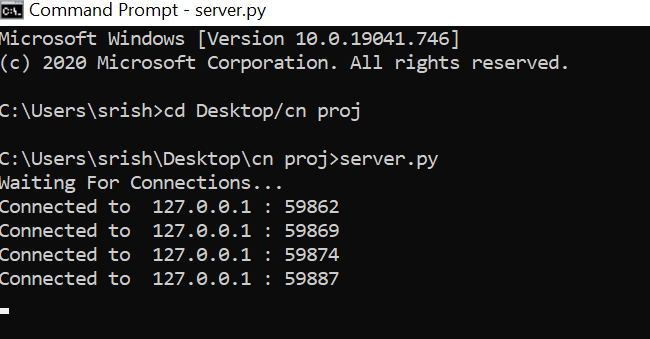 Command Prompt - server.py
Microsoft Windows [Version 10.0.19041.746]
(c) 2020 Microsoft Corporation. All rights reserved.
C:\Users\srish>cd Desktop/cn proj
C:\Users\srish\Desktop\cn proj>server.py
Waiting For Connections...
Connected to  127.0.0.1 : 59862
Connected to  127.0.0.1 : 59869
Connected to  127.0.0.1 : 59874
Connected to  127.0.0.1 : 59887